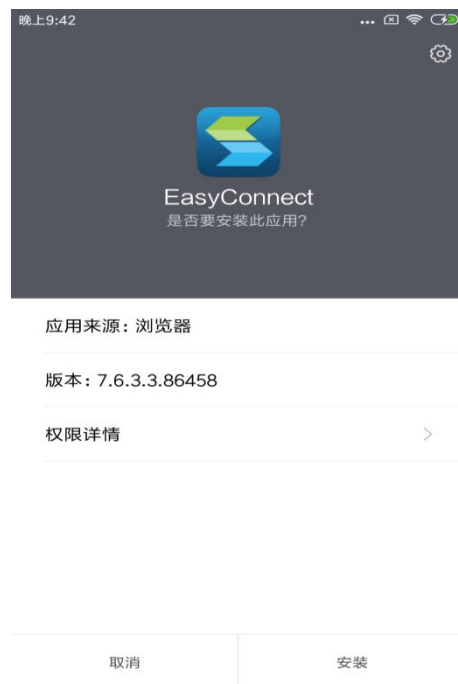 晚上9:42
...
EasyConnect
是否要安装此应用?
应用来源: 浏览器
版本: 7.6.3.3.86458
权限详情
取消 安装